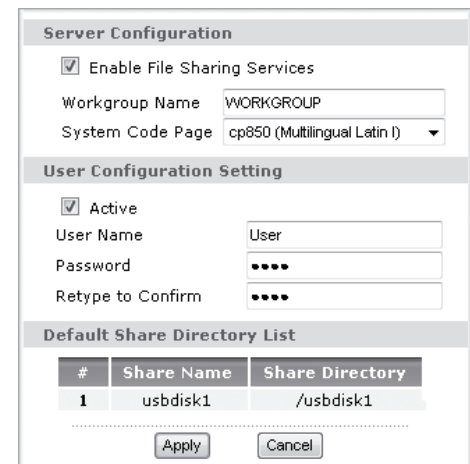 Server Configuration
Enable File Sharing Services
Workgroup Name WORKGROUP
System Code Page cp850 (Multilingual Latin I)
User Configuration Setting
Active
User Name User
Password ●●●●
Retype to Confirm ●●●●
Default Share Directory List
# Share Name Share Directory
1 usbdisk1 /usbdisk1
Apply Cancel